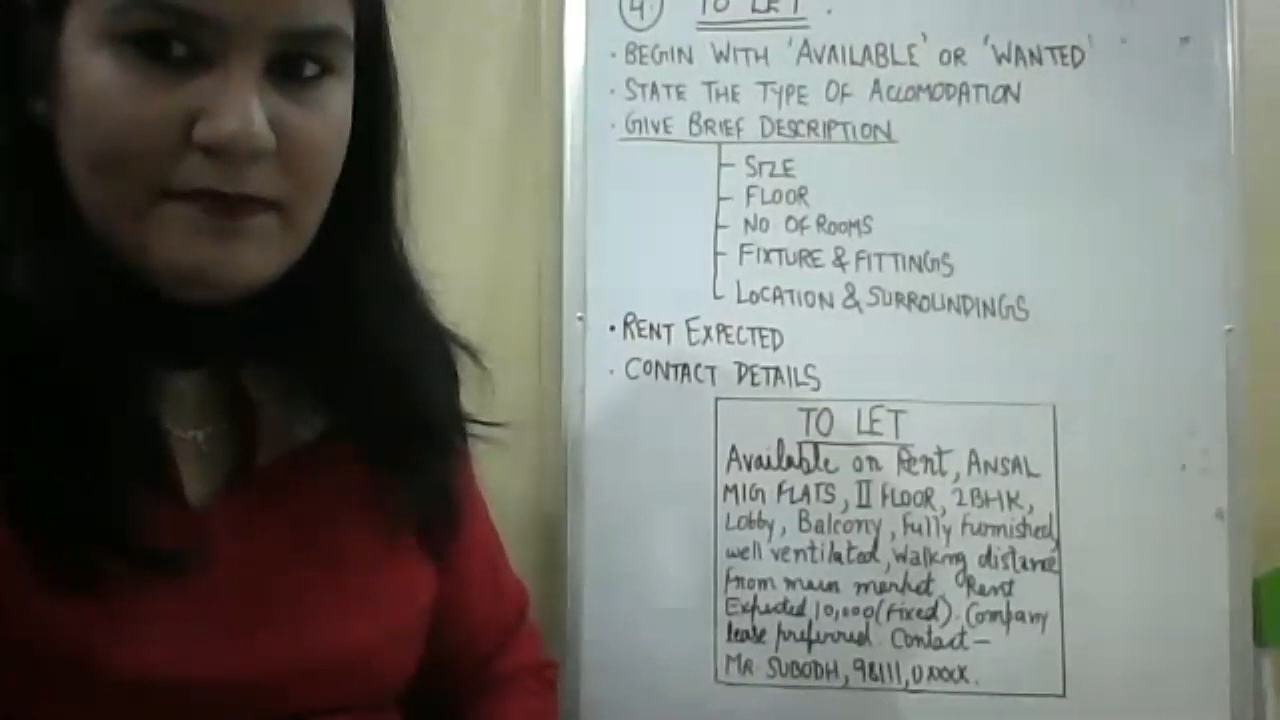 4. TO LET.
· BEGIN WITH 'AVAILABLE' OR 'WANTED'
· STATE THE TYPE OF ACCOMODATION
· GIVE BRIEF DESCRIPTION
- SIZE
- FLOOR
- NO OF ROOMS
- FIXTURE & FITTINGS
- LOCATION & SURROUNDINGS
· RENT EXPECTED
· CONTACT DETAILS
TO LET
Available on Rent, ANSAL
MIG FLATS, II FLOOR, 2BHK,
Lobby, Balcony, Fully Furnished,
well ventilated, Walking distance
from main market. Rent
Expected 10,000 (Fixed). Company
lease preferred. Contact-
MR SUBODH, 98111,0XXXX.